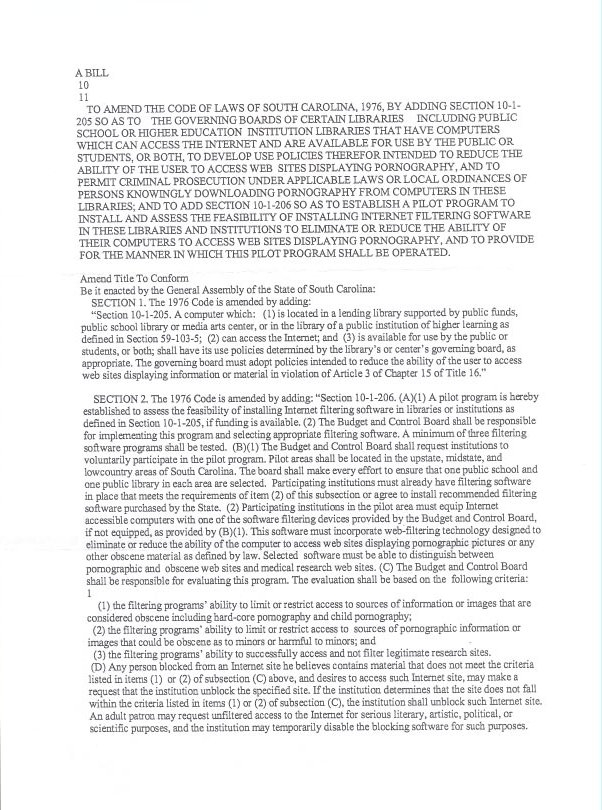 A BILL
10
11
TO AMEND THE CODE OF LAWS OF SOUTH CAROLINA, 1976, BY ADDING SECTION 10-1-
205 SO AS TO THE GOVERNING BOARDS OF CERTAIN LIBRARIES INCLUDING PUBLIC
SCHOOL OR HIGHER EDUCATION INSTITUTION LIBRARIES THAT HAVE COMPUTERS
WHICH CAN ACCESS THE INTERNET AND ARE AVAILABLE FOR USE BY THE PUBLIC OR
STUDENTS, OR BOTH, TO DEVELOP USE POLICIES THEREFOR INTENDED TO REDUCE THE
ABILITY OF THE USER TO ACCESS WEB SITES DISPLAYING PORNOGRAPHY, AND TO
PERMIT CRIMINAL PROSECUTION UNDER APPLICABLE LAWS OR LOCAL ORDINANCES OF
PERSONS KNOWINGLY DOWNLOADING PORNOGRAPHY FROM COMPUTERS IN THESE
LIBRARIES; AND TO ADD SECTION 10-1-206 SO AS TO ESTABLISH A PILOT PROGRAM TO
INSTALL AND ASSESS THE FEASIBILITY OF INSTALLING INTERNET FILTERING SOFTWARE
IN THESE LIBRARIES AND INSTITUTIONS TO ELIMINATE OR REDUCE THE ABILITY OF
THEIR COMPUTERS TO ACCESS WEB SITES DISPLAYING PORNOGRAPHY, AND TO PROVIDE
FOR THE MANNER IN WHICH THIS PILOT PROGRAM SHALL BE OPERATED.
Amend Title To Conform
Be it enacted by the General Assembly of the State of South Carolina:
SECTION 1. The 1976 Code is amended by adding:
“Section 10-1-205. A computer which: (1) is located in a lending library supported by public funds,
public school library or media arts center, or in the library of a public institution of higher learning as
defined in Section 59-103-5; (2) can access the Internet; and (3) is available for use by the public or
students, or both; shall have its use policies determined by the library's or center's governing board, as
appropriate. The governing board must adopt policies intended to reduce the ability of the user to access
web sites displaying information or material in violation of Article 3 of Chapter 15 of Title 16.”
SECTION 2. The 1976 Code is amended by adding: “Section 10-1-206. (A)(1) A pilot program is hereby
established to assess the feasibility of installing Internet filtering software in libraries or institutions as
defined in Section 10-1-205, if funding is available. (2) The Budget and Control Board shall be responsible
for implementing this program and selecting appropriate filtering software. A minimum of three filtering
software programs shall be tested. (B)(1) The Budget and Control Board shall request institutions to
voluntarily participate in the pilot program. Pilot areas shall be located in the upstate, midstate, and
lowcountry areas of South Carolina. The board shall make every effort to ensure that one public school and
one public library in each area are selected. Participating institutions must already have filtering software
in place that meets the requirements of item (2) of this subsection or agree to install recommended filtering
software purchased by the State. (2) Participating institutions in the pilot area must equip Internet
accessible computers with one of the software filtering devices provided by the Budget and Control Board,
if not equipped, as provided by (B)(1). This software must incorporate web-filtering technology designed to
eliminate or reduce the ability of the computer to access web sites displaying pornographic pictures or any
other obscene material as defined by law. Selected software must be able to distinguish between
pornographic and obscene web sites and medical research web sites. (C) The Budget and Control Board
shall be responsible for evaluating this program. The evaluation shall be based on the following criteria:
1
(1) the filtering programs' ability to limit or restrict access to sources of information or images that are
considered obscene including hard-core pornography and child pornography;
(2) the filtering programs' ability to limit or restrict access to sources of pornographic information or
images that could be obscene as to minors or harmful to minors; and
(3) the filtering programs' ability to successfully access and not filter legitimate research sites.
(D) Any person blocked from an Internet site he believes contains material that does not meet the criteria
listed in items (1) or (2) of subsection (C) above, and desires to access such Internet site, may make a
request that the institution unblock the specified site. If the institution determines that the site does not fall
within the criteria listed in items (1) or (2) of subsection (C), the institution shall unblock such Internet site.
An adult patron may request unfiltered access to the Internet for serious literary, artistic, political, or
scientific purposes, and the institution may temporarily disable the blocking software for such purposes.